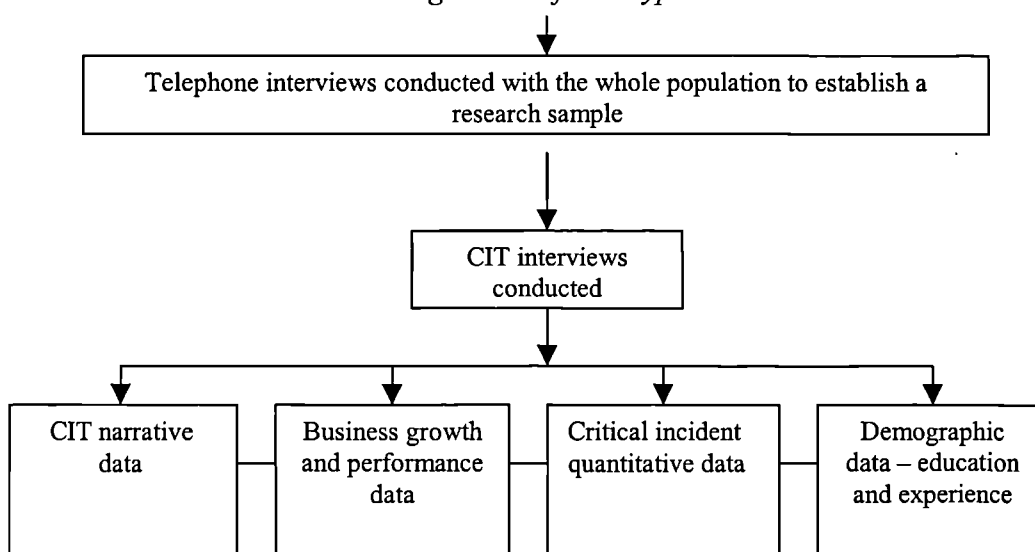 Telephone interviews conducted with the whole population to establish a
research sample
CIT interviews
conducted
CIT narrative
data
Business growth
and performance
data
Critical incident
quantitative data
Demographic
data – education
and experience